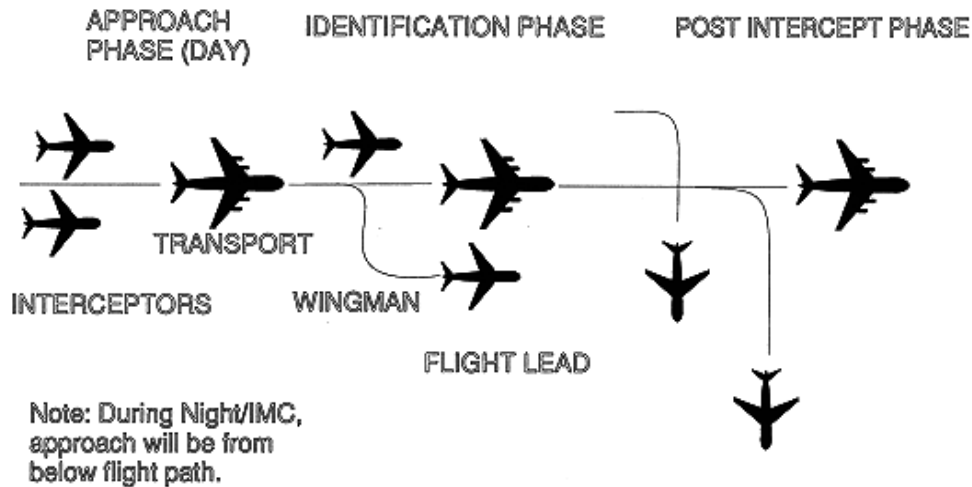 APPROACH
PHASE (DAY)
IDENTIFICATION PHASE
POST INTERCEPT PHASE
TRANSPORT
INTERCEPTORS
WINGMAN
FLIGHT LEAD
Note: During Night/IMC,
approach will be from
below flight path.